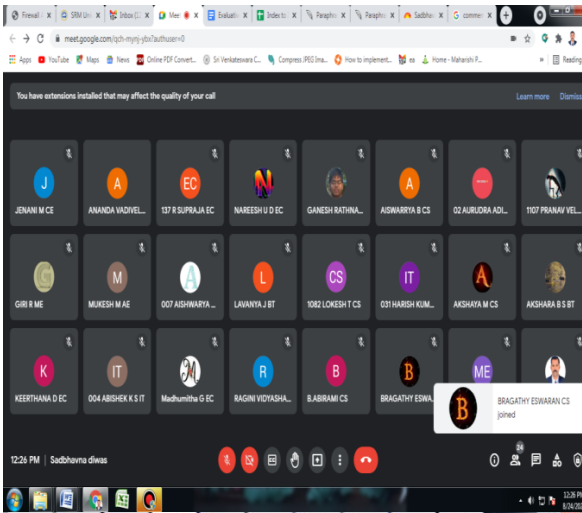 Firewall
SRM Uni
Inbox (
Meet
Evaluati
Index to
Paraphr
Paraphr
Sadbhav
G commen
meet.google.com/qch-mynj-ybx?authuser=0
Apps YouTube Maps News Online PDF Convert... Sri Venkateswara C... Compress JPEG Ima... How to implement... ea Home - Maharishi P... » Reading
You have extensions installed that may affect the quality of your call Learn more Dismiss
J A EC
JENANI M CE ANANDA VADIVEL... 137 R SUPRAJA EC NAREESH U D EC GANESH RATHNA... AISWARRYA B CS 02 AURUDRA ADI... 1107 PRANAV VEL...
M A L CS IT A
GIRI R ME MUKESH M AE 007 AISHWARYA ... LAVANYA J BT 1082 LOKESH T CS 031 HARISH KUM... AKSHAYA M CS AKSHARA B S BT
K IT M R B B ME
KEERTHANA D EC 004 ABISHEK K S IT Madhumitha G EC RAGINI VIDYASHA... B.ABIRAMI CS BRAGATHY ESWA...
B BRAGATHY ESWARAN CS
joined
12:26 PM | Sadbhavna diwas
24
12:26 PM